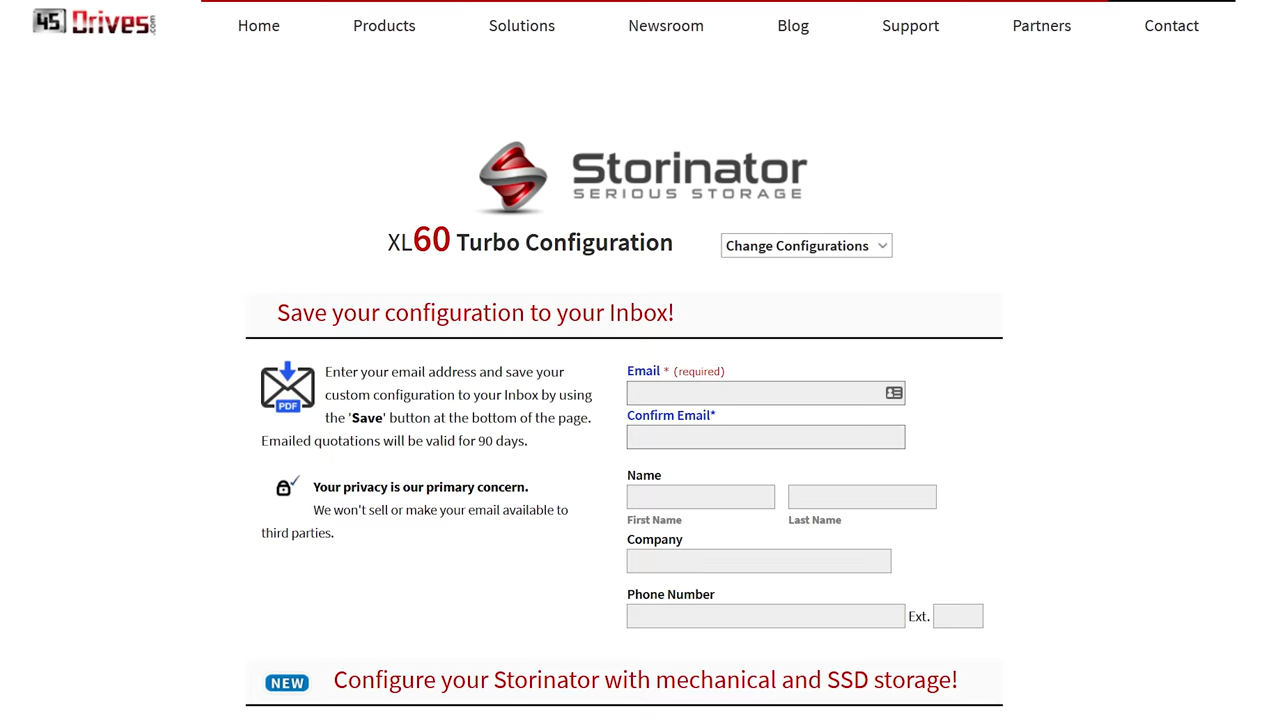 45 Drives.com
Home Products Solutions Newsroom Blog Support Partners Contact
Storinator
SERIOUS STORAGE
XL60 Turbo Configuration
Change Configurations
Save your configuration to your Inbox!
PDF
Enter your email address and save your
custom configuration to your Inbox by using
the 'Save' button at the bottom of the page.
Emailed quotations will be valid for 90 days.
Your privacy is our primary concern.
We won't sell or make your email available to
third parties.
Email * (required)
Confirm Email*
Name
First Name Last Name
Company
Phone Number
Ext.
NEW Configure your Storinator with mechanical and SSD storage!